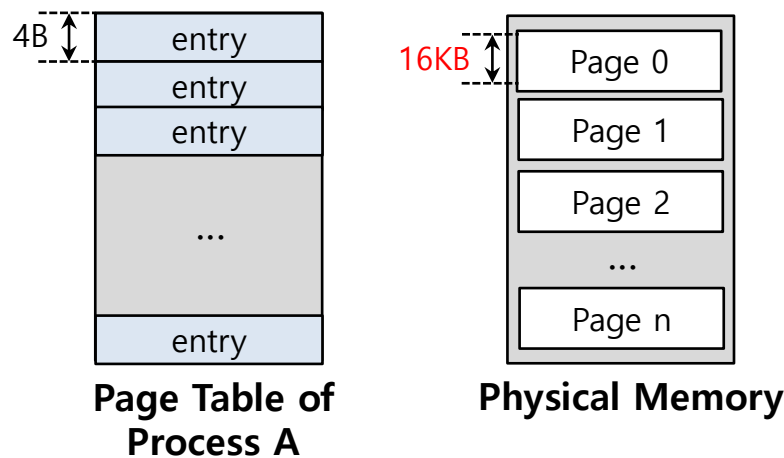 4B
entry
entry
entry
...
entry
Page Table of
Process A
16KB
Page 0
Page 1
Page 2
...
Page n
Physical Memory